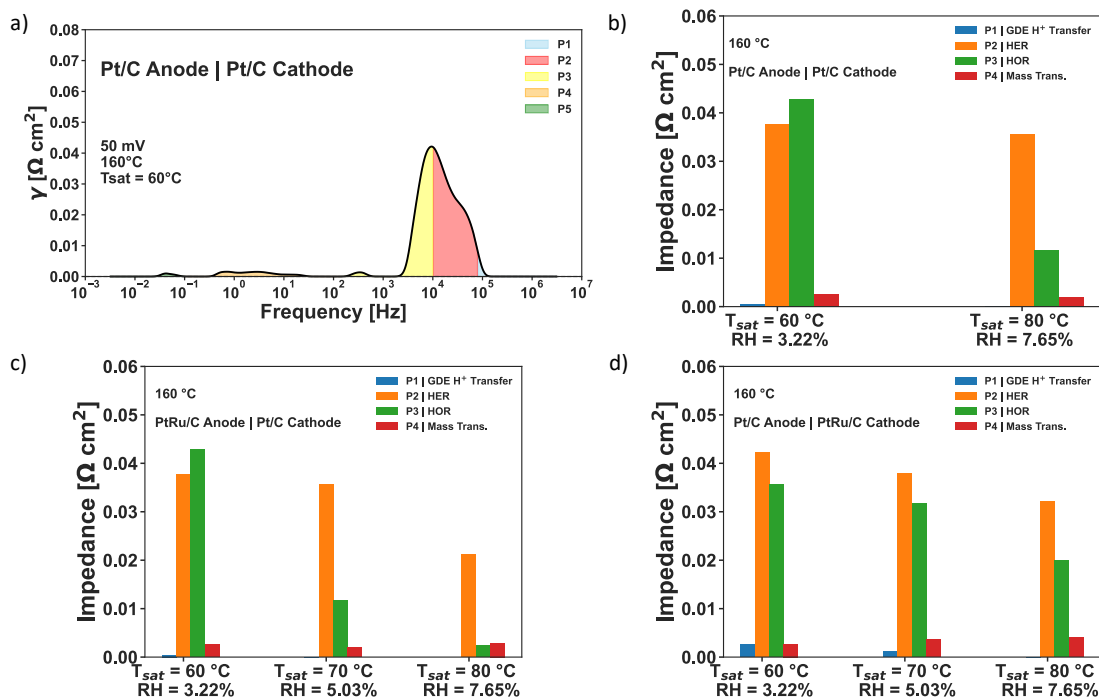 a)
γ [Ω cm²]
0.08
0.07
0.06
0.05
0.04
0.03
0.02
0.01
0.00
Pt/C Anode | Pt/C Cathode
50 mV
160°C
Tsat = 60°C
P1
P2
P3
P4
P5
10⁻³ 10⁻² 10⁻¹ 10⁰ 10¹ 10² 10³ 10⁴ 10⁵ 10⁶ 10⁷
Frequency [Hz]
b)
Impedance [Ω cm²]
0.06
0.05
0.04
0.03
0.02
0.01
0.00
160 °C
Pt/C Anode | Pt/C Cathode
P1 | GDE H⁺ Transfer
P2 | HER
P3 | HOR
P4 | Mass Trans.
T_sat = 60 °C T_sat = 80 °C
RH = 3.22% RH = 7.65%
c)
Impedance [Ω cm²]
0.06
0.05
0.04
0.03
0.02
0.01
0.00
160 °C
PtRu/C Anode | Pt/C Cathode
P1 | GDE H⁺ Transfer
P2 | HER
P3 | HOR
P4 | Mass Trans.
T_sat = 60 °C T_sat = 70 °C T_sat = 80 °C
RH = 3.22% RH = 5.03% RH = 7.65%
d)
Impedance [Ω cm²]
0.06
0.05
0.04
0.03
0.02
0.01
0.00
160 °C
Pt/C Anode | PtRu/C Cathode
P1 | GDE H⁺ Transfer
P2 | HER
P3 | HOR
P4 | Mass Trans.
T_sat = 60 °C T_sat = 70 °C T_sat = 80 °C
RH = 3.22% RH = 5.03% RH = 7.65%